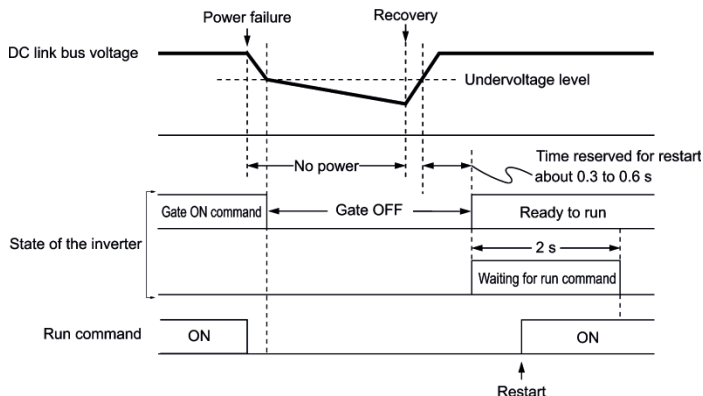 Power failure
Recovery
DC link bus voltage
Undervoltage level
No power
Time reserved for restart
about 0.3 to 0.6 s
Gate ON command
Gate OFF
Ready to run
State of the inverter
2 s
Waiting for run command
Run command
ON
ON
Restart